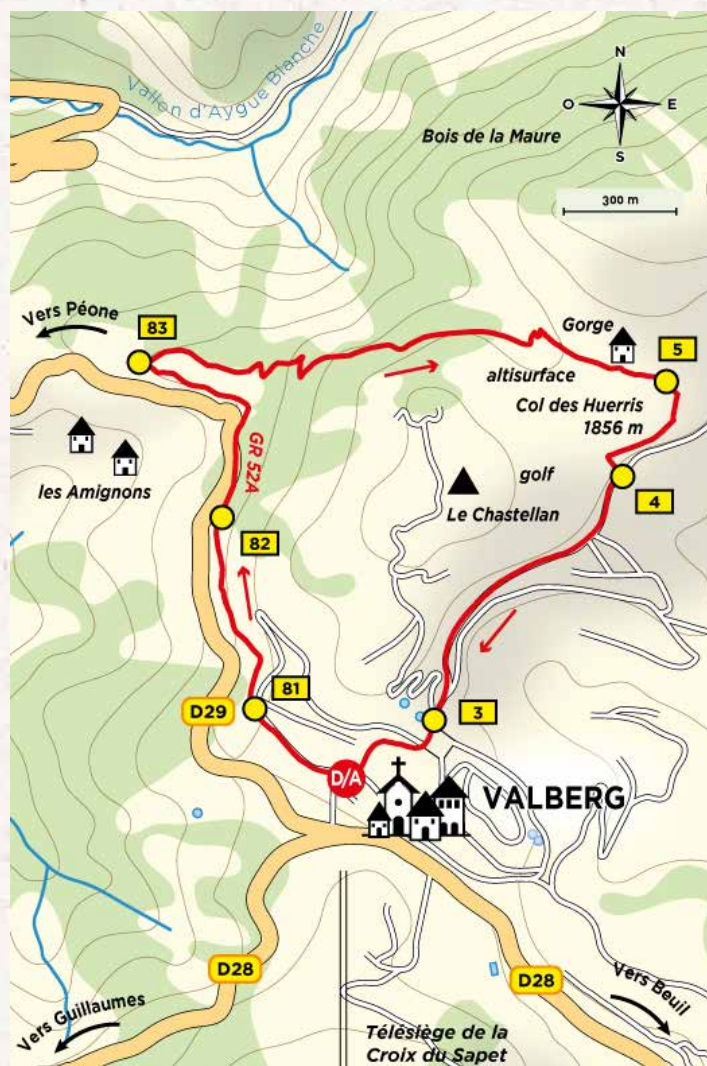 Vallon d'Aygue Blanche
N
O
E
S
Bois de la Maure
300 m
Vers Péone
83
Gorge
5
altisurface
Col des Huerris
1856 m
GR 52A
les Amignons
golf
4
Le Chastellan
82
81
D29
3
D/A
VALBERG
D28
D28
Vers Guillaumes
Vers Beuil
Télésiège de la
Croix du Sapet